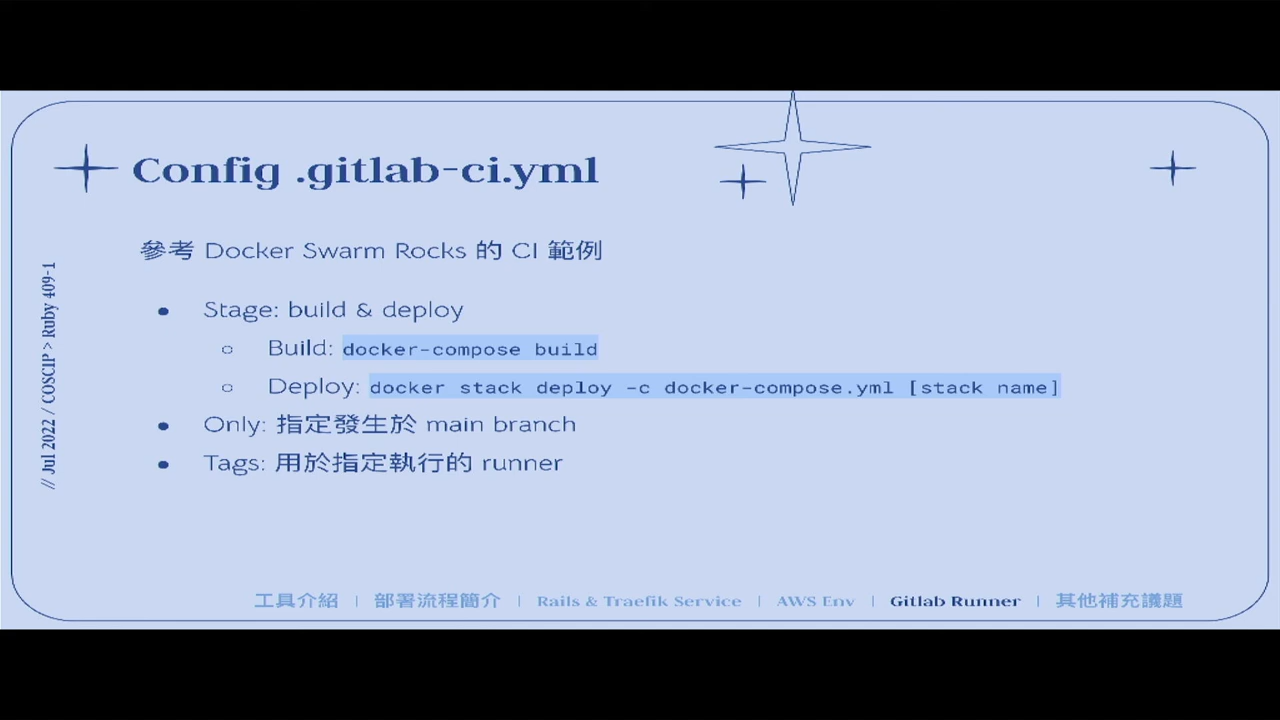 Config .gitlab-ci.yml
參考 Docker Swarm Rocks 的 CI 範例
Stage: build & deploy
Build: docker-compose build
Deploy: docker stack deploy -c docker-compose.yml [stack name]
Only: 指定發生於 main branch
Tags: 用於指定執行的 runner
// Jul 2022 / COSCIP > Ruby 409-1
工具介紹 | 部署流程簡介 | Rails & Traefik Service | AWS Env | Gitlab Runner | 其他補充議題